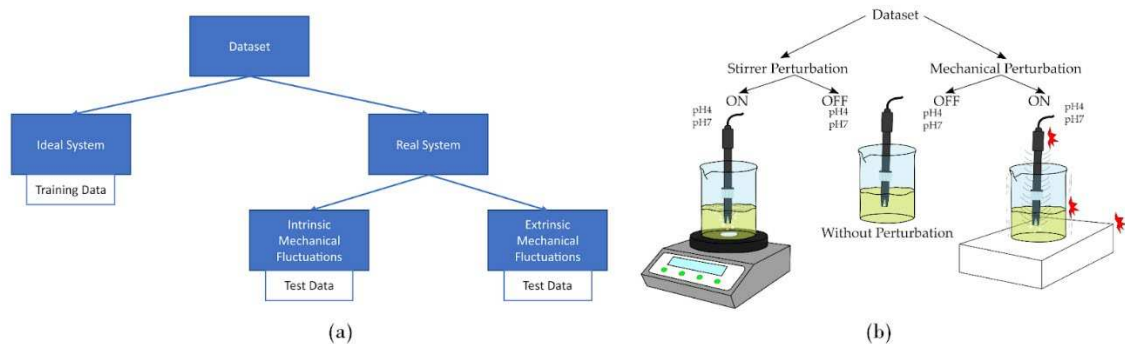 Dataset
Ideal System
Training Data
Real System
Intrinsic
Mechanical
Fluctuations
Test Data
Extrinsic
Mechanical
Fluctuations
Test Data
(a)
Dataset
Stirrer Perturbation
Mechanical Perturbation
ON
OFF
OFF
ON
pH4
pH7
pH4
pH7
pH4
pH7
pH4
pH7
Without Perturbation
(b)